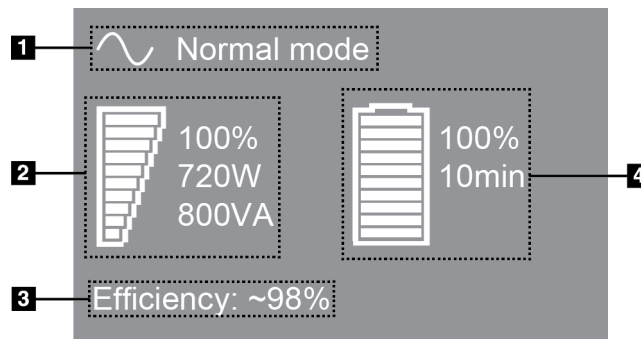 1
Normal mode
2
100%
720W
800VA
100%
10min
4
3
Efficiency: ~98%